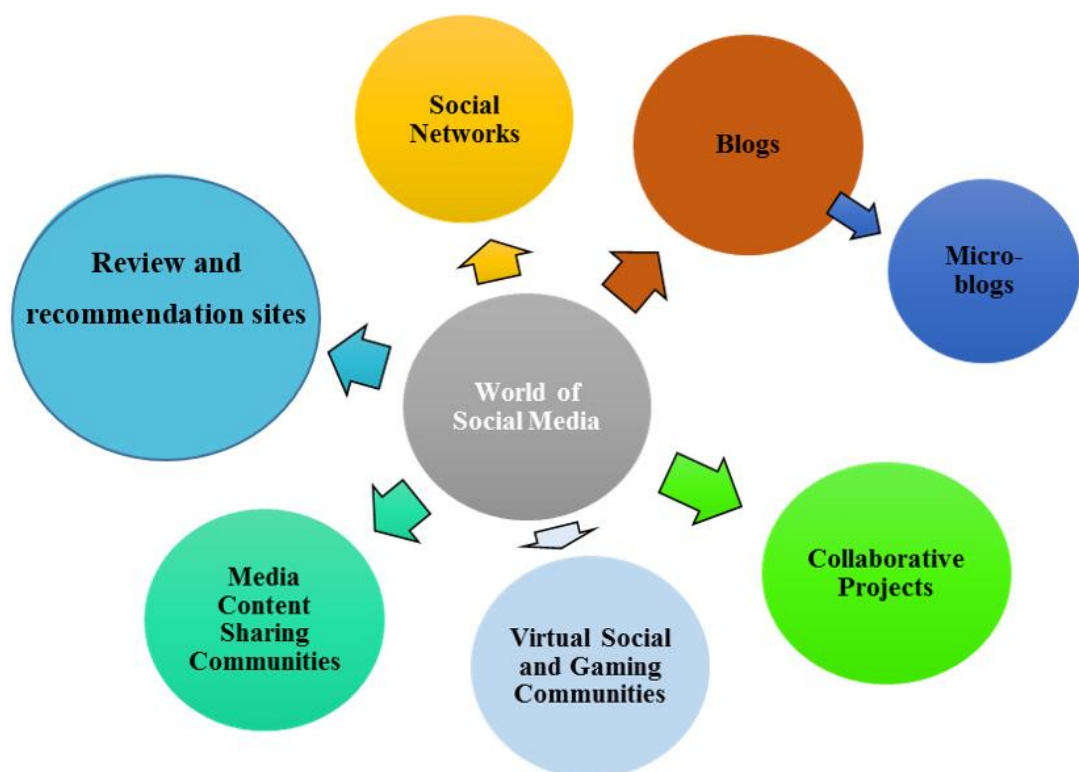 Social
Networks
Blogs
Micro-
blogs
Review and
recommendation sites
World of
Social Media
Collaborative
Projects
Media
Content
Sharing
Communities
Virtual Social
and Gaming
Communities